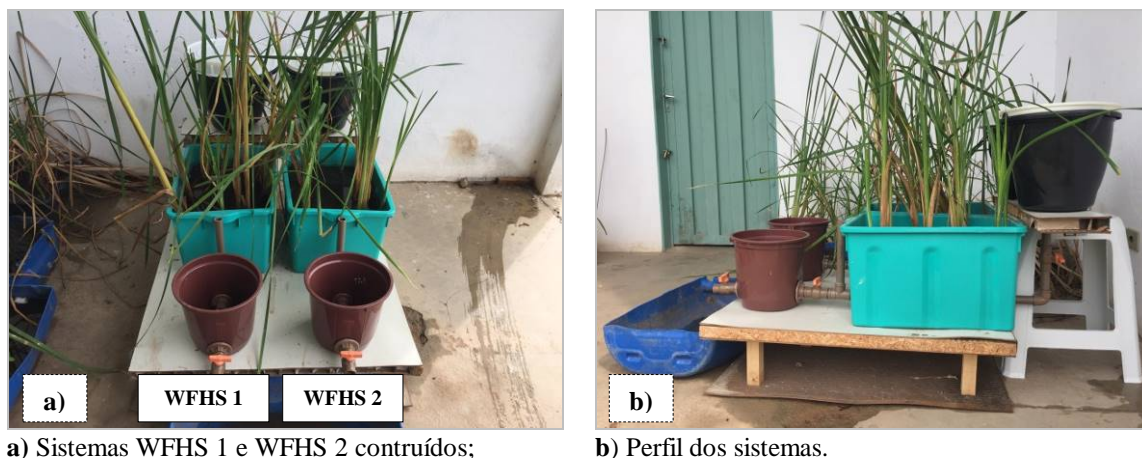 a)
WFHS 1
WFHS 2
b)
a) Sistemas WFHS 1 e WFHS 2 contruídos;
b) Perfil dos sistemas.